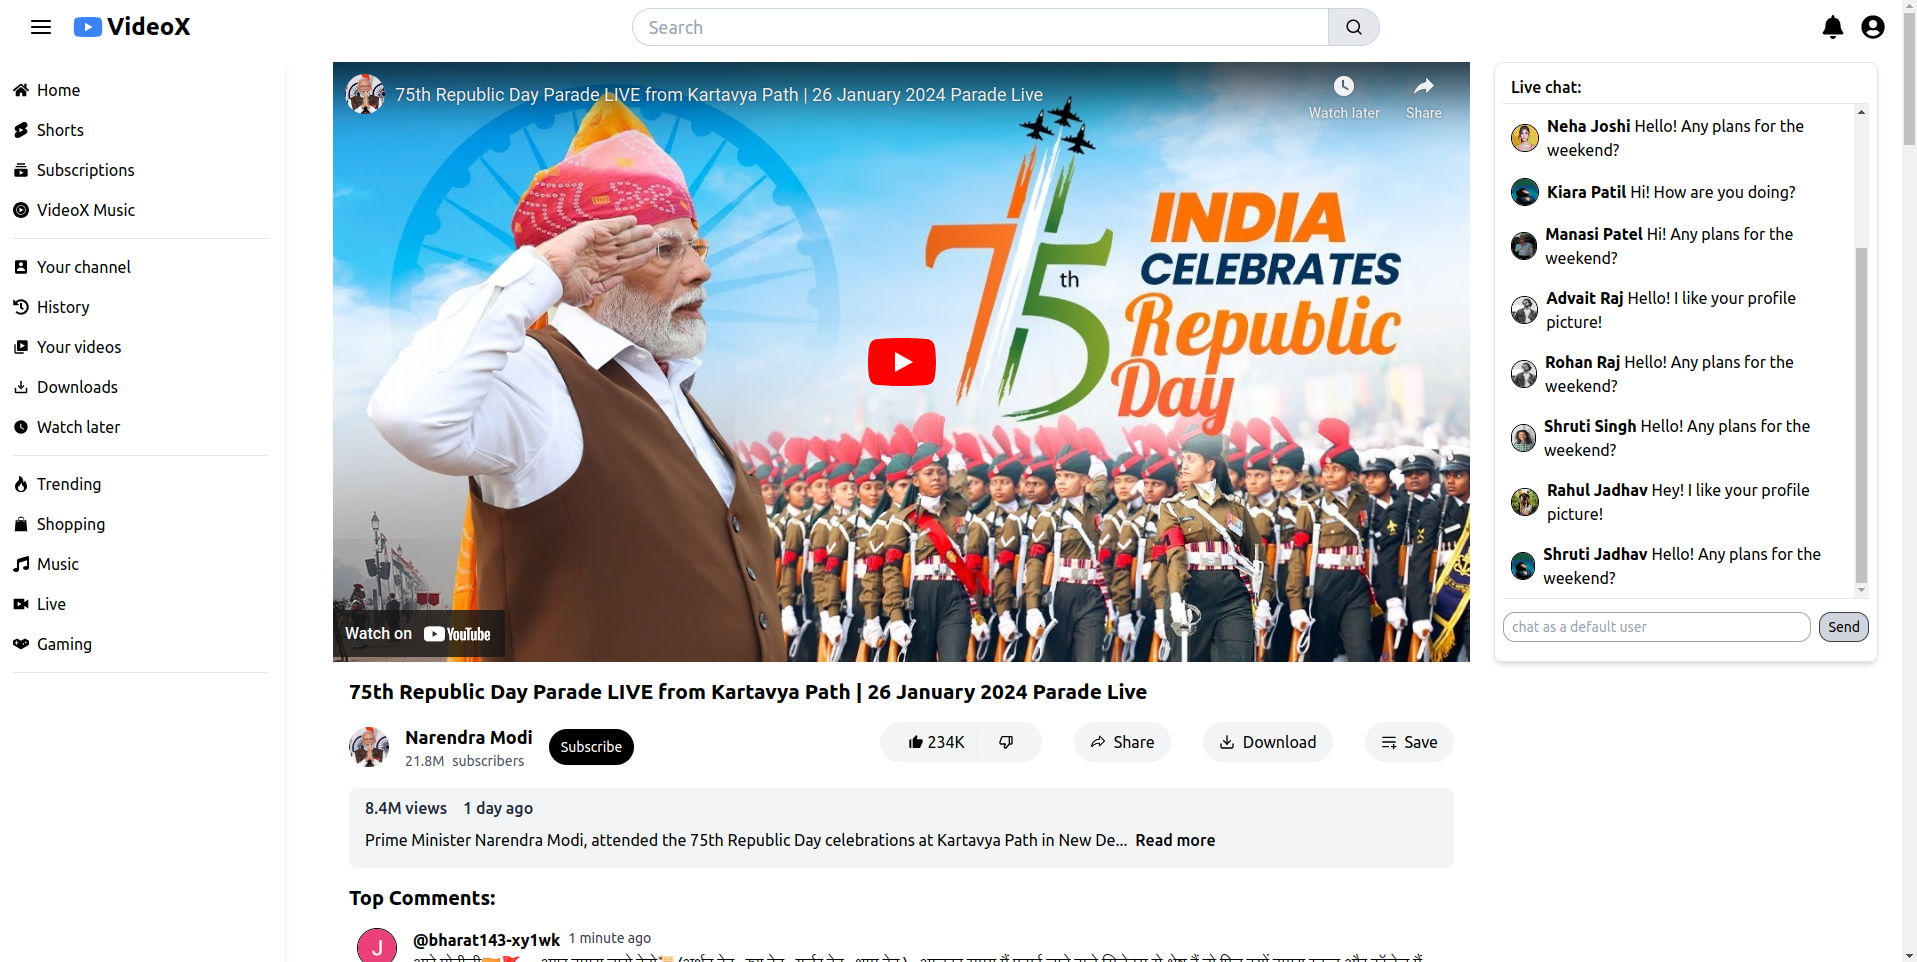 VideoX
Search
Home
Shorts
Subscriptions
VideoX Music
Your channel
History
Your videos
Downloads
Watch later
Trending
Shopping
Music
Live
Gaming
75th Republic Day Parade LIVE from Kartavya Path | 26 January 2024 Parade Live
Watch later
Share
75th
INDIA
CELEBRATES
Republic
Day
Watch on YouTube
75th Republic Day Parade LIVE from Kartavya Path | 26 January 2024 Parade Live
Narendra Modi
21.8M subscribers
Subscribe
234K
Share
Download
Save
8.4M views 1 day ago
Prime Minister Narendra Modi, attended the 75th Republic Day celebrations at Kartavya Path in New De... Read more
Top Comments:
J
@bharat143-xy1wk 1 minute ago
Live chat:
Neha Joshi Hello! Any plans for the
weekend?
Kiara Patil Hi! How are you doing?
Manasi Patel Hi! Any plans for the
weekend?
Advait Raj Hello! I like your profile
picture!
Rohan Raj Hello! Any plans for the
weekend?
Shruti Singh Hello! Any plans for the
weekend?
Rahul Jadhav Hey! I like your profile
picture!
Shruti Jadhav Hello! Any plans for the
weekend?
chat as a default user
Send